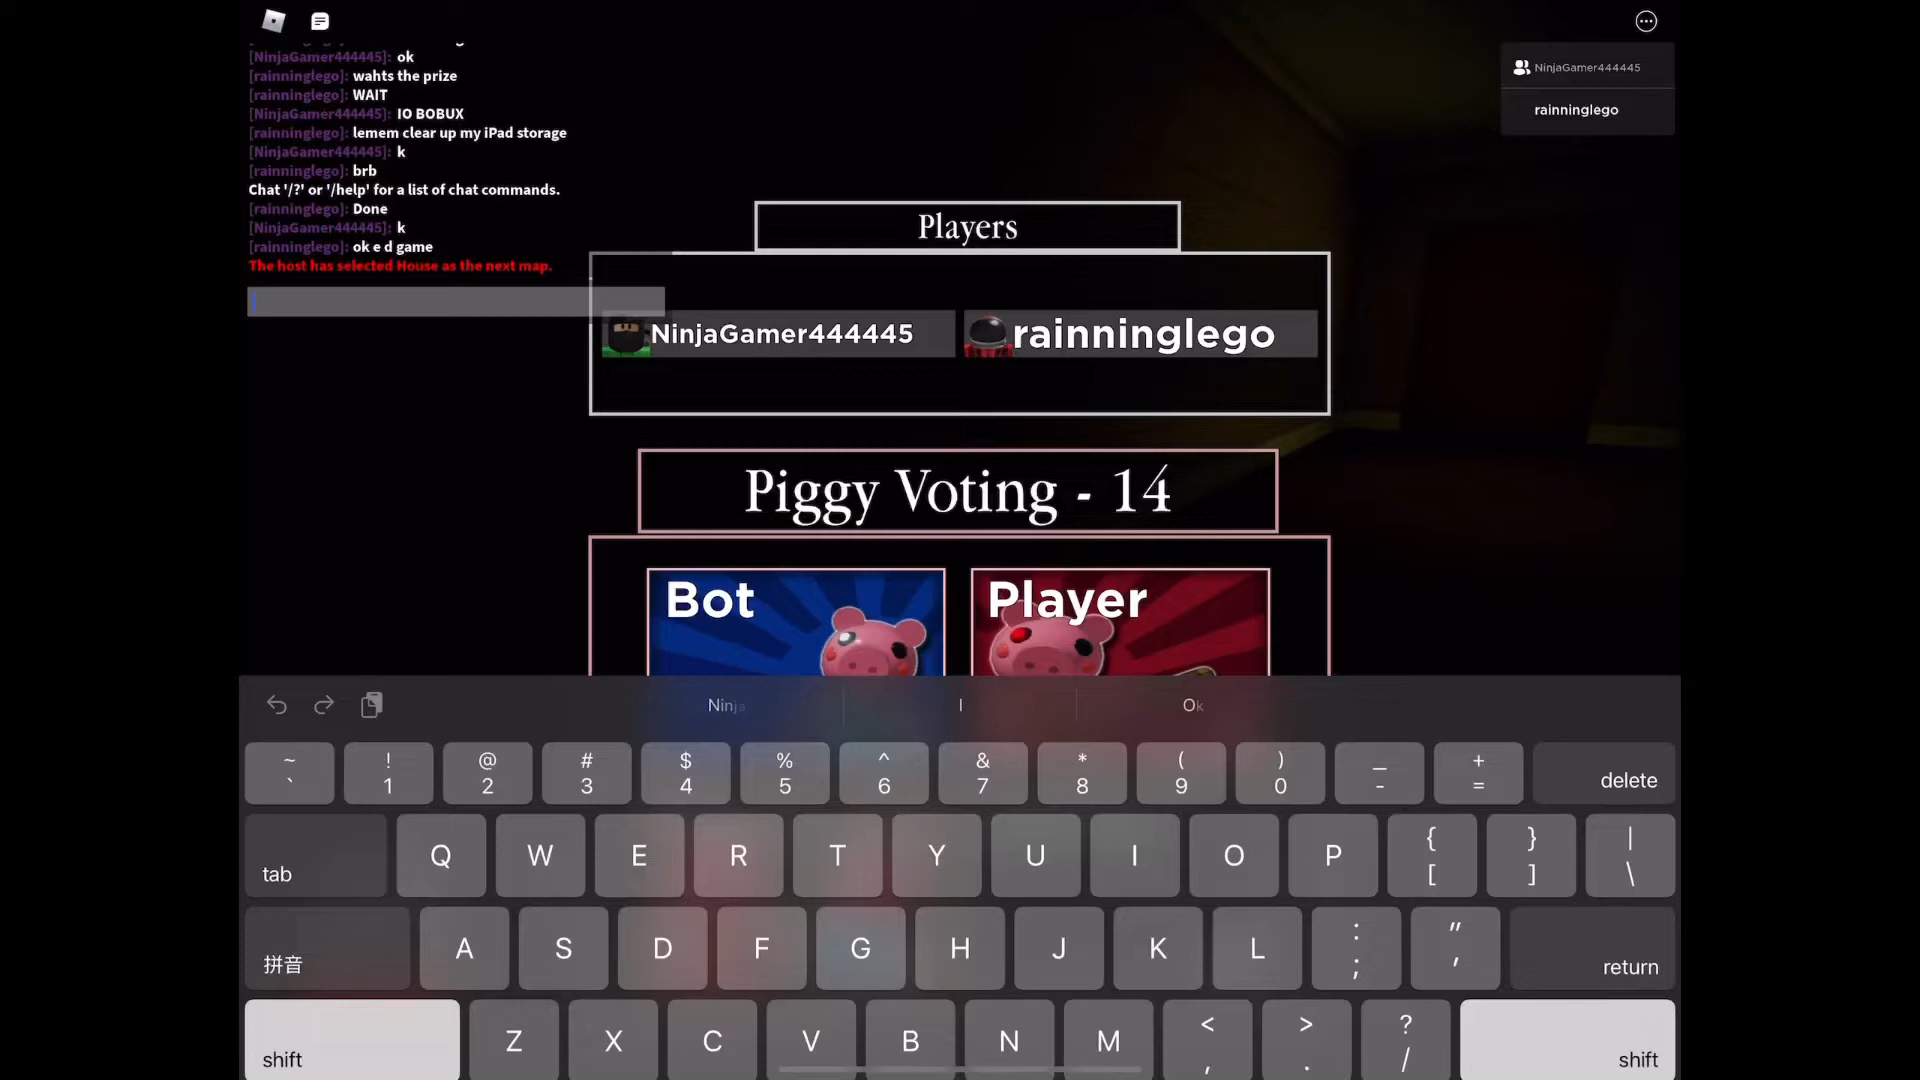 [NinjaGamer444445]: ok
[rainninglego]: wahts the prize
[rainninglego]: WAIT
[NinjaGamer444445]: IO BOBUX
[rainninglego]: lemem clear up my iPad storage
[NinjaGamer444445]: k
[rainninglego]: brb
Chat '/?' or '/help' for a list of chat commands.
[rainninglego]: Done
[NinjaGamer444445]: k
[rainninglego]: ok e d game
The host has selected House as the next map.
NinjaGamer444445
rainninglego
Players
NinjaGamer444445 rainninglego
Piggy Voting - 14
Bot Player
Ninja I Ok
~ ! @ # $ % ^ & * ( ) _ +
` 1 2 3 4 5 6 7 8 9 0 - = delete
tab Q W E R T Y U I O P { [ } ] | \
拼音 A S D F G H J K L : ; " ' return
shift Z X C V B N M < , > . ? / shift